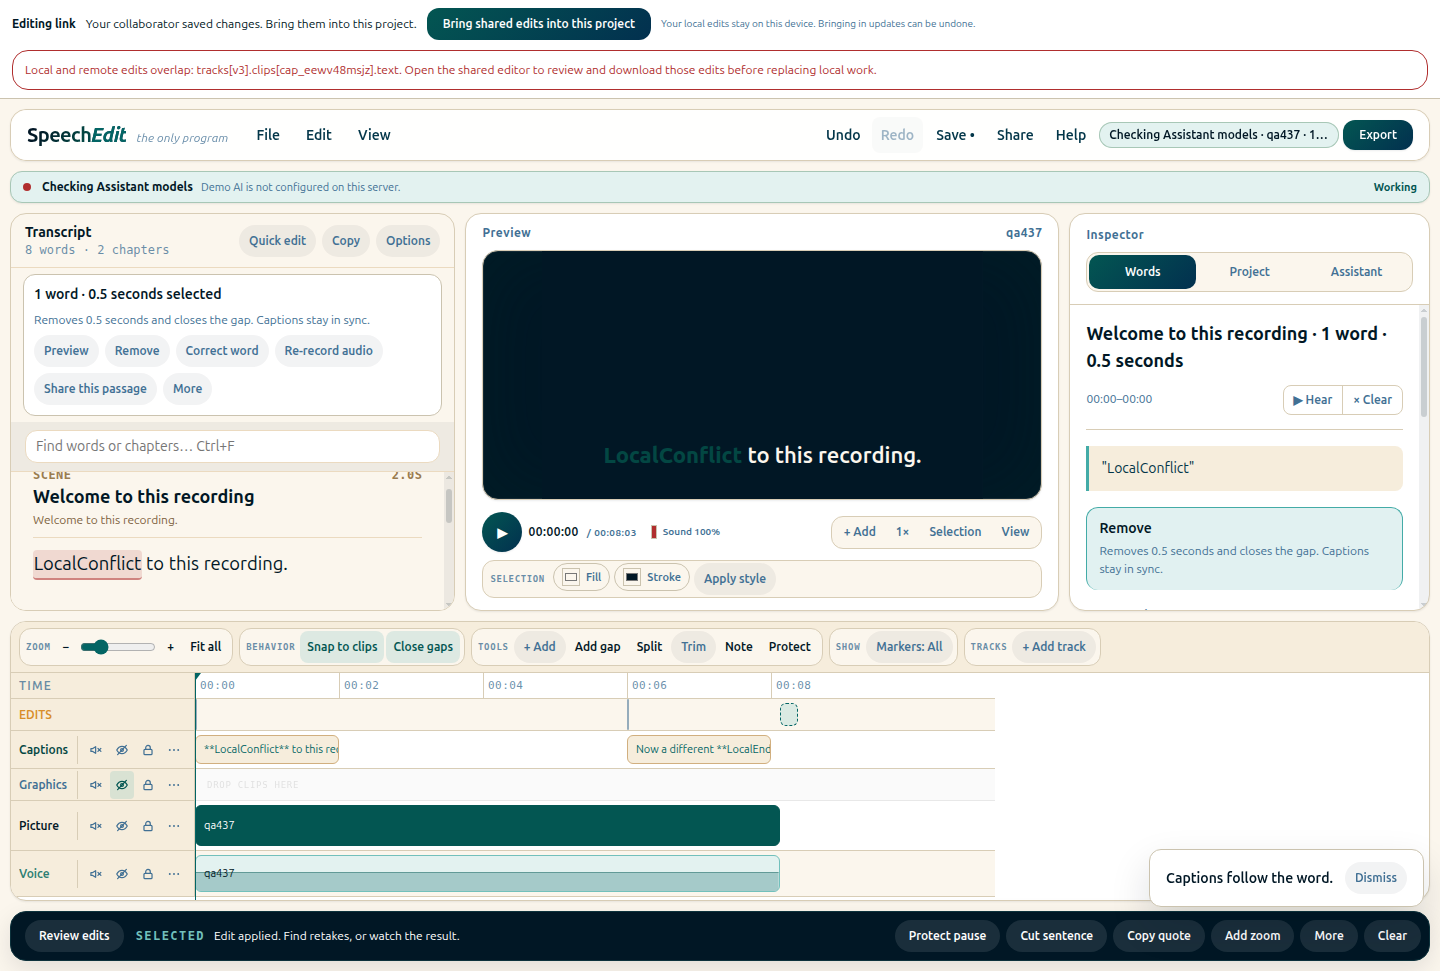 Editing link Your collaborator saved changes. Bring them into this project. Bring shared edits into this project Your local edits stay on this device. Bringing in updates can be undone.
Local and remote edits overlap: tracks[v3].clips[cap_eewv48msjz].text. Open the shared editor to review and download those edits before replacing local work.
SpeechEdit the only program File Edit View Undo Redo Save • Share Help Checking Assistant models · qa437 · 1... Export
Checking Assistant models Demo AI is not configured on this server. Working
Transcript
8 words · 2 chapters
Quick edit Copy Options
1 word · 0.5 seconds selected
Removes 0.5 seconds and closes the gap. Captions stay in sync.
Preview Remove Correct word Re-record audio
Share this passage More
Find words or chapters... Ctrl+F
SCENE 2.0S
Welcome to this recording
Welcome to this recording.
LocalConflict to this recording.
Preview qa437
LocalConflict to this recording.
00:00:00 / 00:08:03 Sound 100% + Add 1× Selection View
SELECTION Fill Stroke Apply style
Inspector
Words Project Assistant
Welcome to this recording · 1 word ·
0.5 seconds
00:00–00:00 ▶ Hear × Clear
"LocalConflict"
Remove
Removes 0.5 seconds and closes the gap. Captions
stay in sync.
ZOOM − + Fit all BEHAVIOR Snap to clips Close gaps TOOLS + Add Add gap Split Trim Note Protect SHOW Markers: All TRACKS + Add track
TIME 00:00 00:02 00:04 00:06 00:08
EDITS
Captions **LocalConflict** to this rec Now a different **LocalEnd
Graphics DROP CLIPS HERE
Picture qa437
Voice qa437
Captions follow the word. Dismiss
Review edits SELECTED Edit applied. Find retakes, or watch the result. Protect pause Cut sentence Copy quote Add zoom More Clear